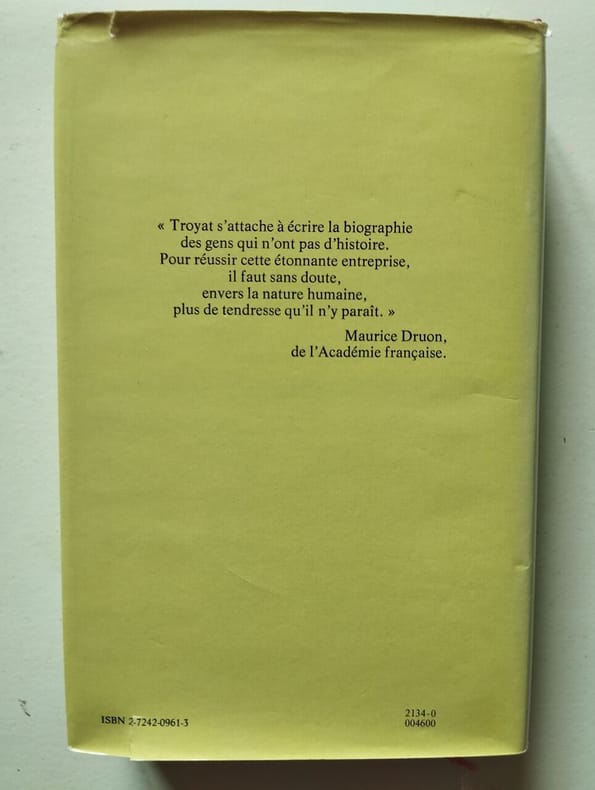 « Troyat s'attache à écrire la biographie
des gens qui n'ont pas d'histoire.
Pour réussir cette étonnante entreprise,
il faut sans doute,
envers la nature humaine,
plus de tendresse qu'il n'y paraît. »
Maurice Druon,
de l'Académie française.
ISBN 2-7242-0961-3
2134-0
004600